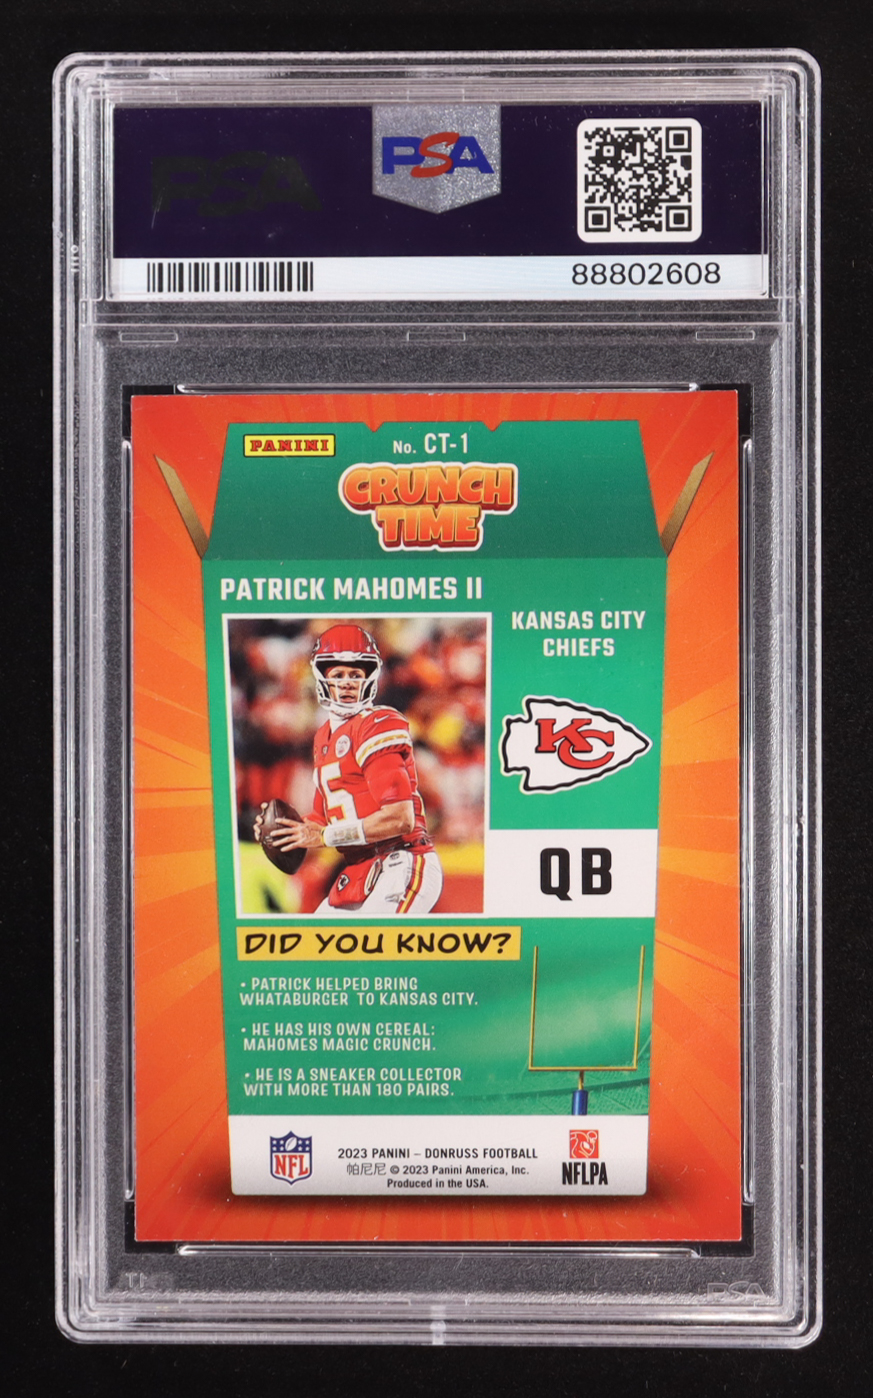 PSA
PSA
88802608
PANINI
No. CT-1
CRUNCH
TIME
PATRICK MAHOMES II
KANSAS CITY
CHIEFS
KC
15
QB
DID YOU KNOW?
• PATRICK HELPED BRING
WHATABURGER TO KANSAS CITY.
• HE HAS HIS OWN CEREAL:
MAHOMES MAGIC CRUNCH.
• HE IS A SNEAKER COLLECTOR
WITH MORE THAN 180 PAIRS.
NFL
2023 PANINI – DONRUSS FOOTBALL
帕尼尼 © 2023 Panini America, Inc.
Produced in the USA.
NFLPA
PSA